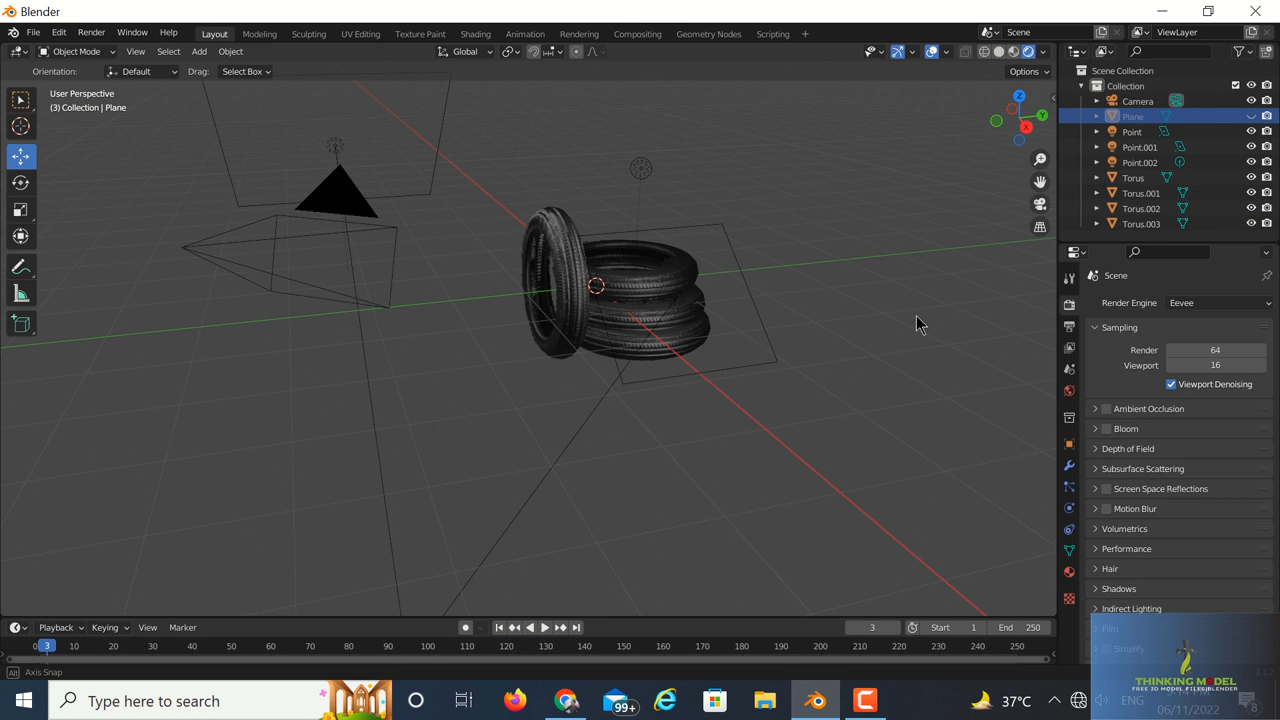 Blender
File Edit Render Window Help Layout Modeling Sculpting UV Editing Texture Paint Shading Animation Rendering Compositing Geometry Nodes Scripting + Scene ViewLayer
Object Mode View Select Add Object Global
Orientation: Default Drag: Select Box Options
User Perspective
(3) Collection | Plane
Z
Y
X
Scene Collection
Collection
Camera
Plane
Point
Point.001
Point.002
Torus
Torus.001
Torus.002
Torus.003
Scene
Render Engine Eevee
Sampling
Render 64
Viewport 16
Viewport Denoising
Ambient Occlusion
Bloom
Depth of Field
Subsurface Scattering
Screen Space Reflections
Motion Blur
Volumetrics
Performance
Hair
Shadows
Indirect Lighting
Film
Simplify
Playback Keying View Marker 3 Start 1 End 250
0 3 10 20 30 40 50 60 70 80 90 100 110 120 130 140 150 160 170 180 190 200 210 220 230 240 250
Alt Axis Snap
THINKING MODEL
FREE 3D MODEL FILES|BLENDER
Type here to search 99+ 37°C ENG 06/11/2022 8